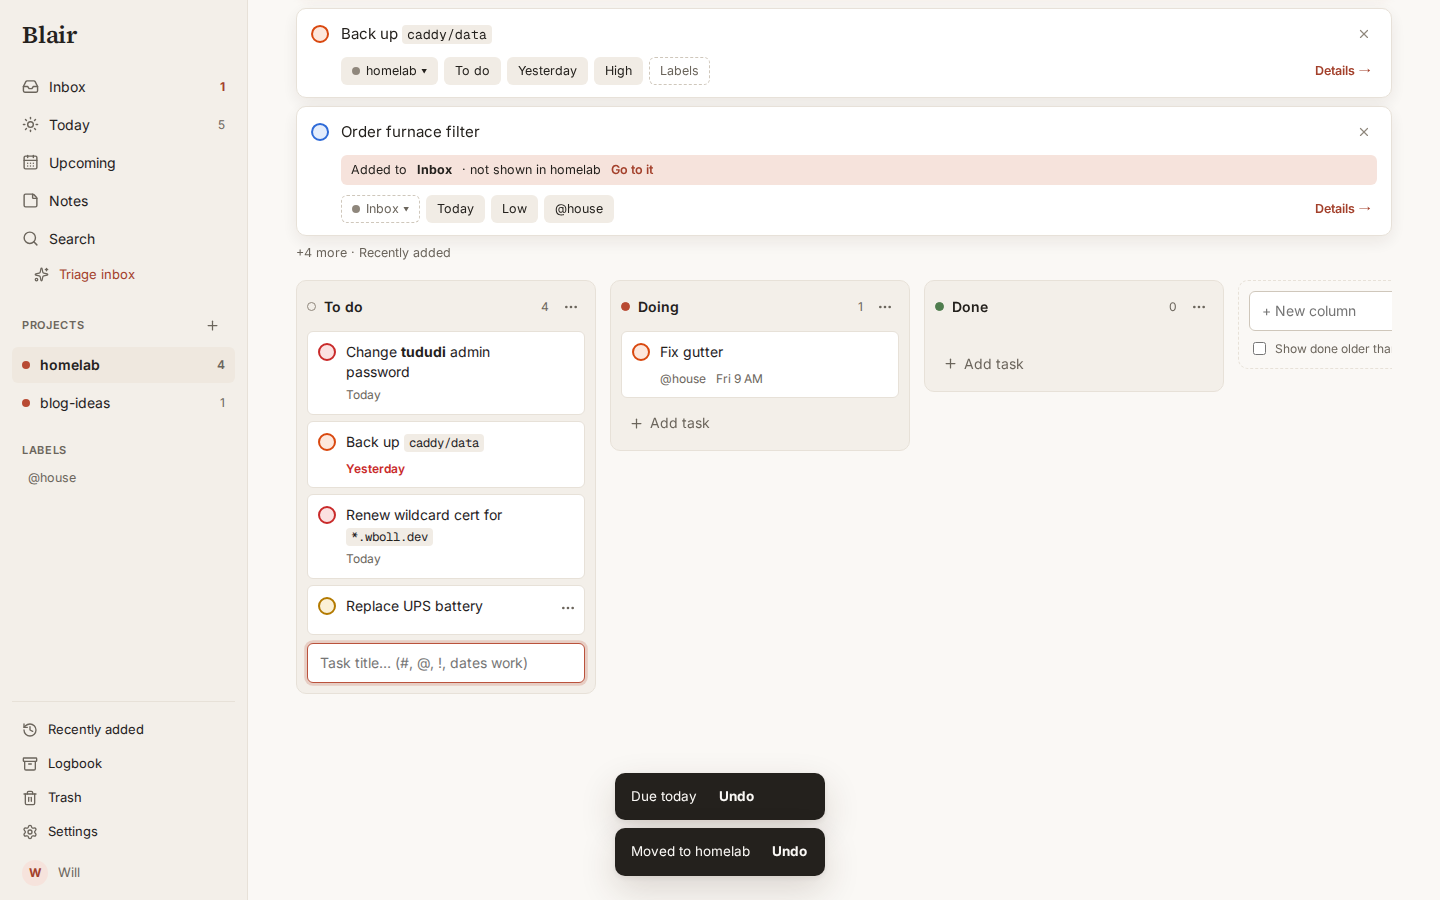 Blair
Inbox 1
Today 5
Upcoming
Notes
Search
Triage inbox
PROJECTS +
homelab 4
blog-ideas 1
LABELS
@house
Recently added
Logbook
Trash
Settings
W Will
Back up caddy/data ×
homelab ▾ To do Yesterday High Labels Details →
Order furnace filter ×
Added to Inbox · not shown in homelab Go to it
Inbox ▾ Today Low @house Details →
+4 more · Recently added
To do 4 ...
Change tududi admin
password
Today
Back up caddy/data
Yesterday
Renew wildcard cert for
*.wboll.dev
Today
Replace UPS battery ...
Task title... (#, @, !, dates work)
Doing 1 ...
Fix gutter
@house Fri 9 AM
+ Add task
Done 0 ...
+ Add task
+ New column
Show done older tha
Due today Undo
Moved to homelab Undo